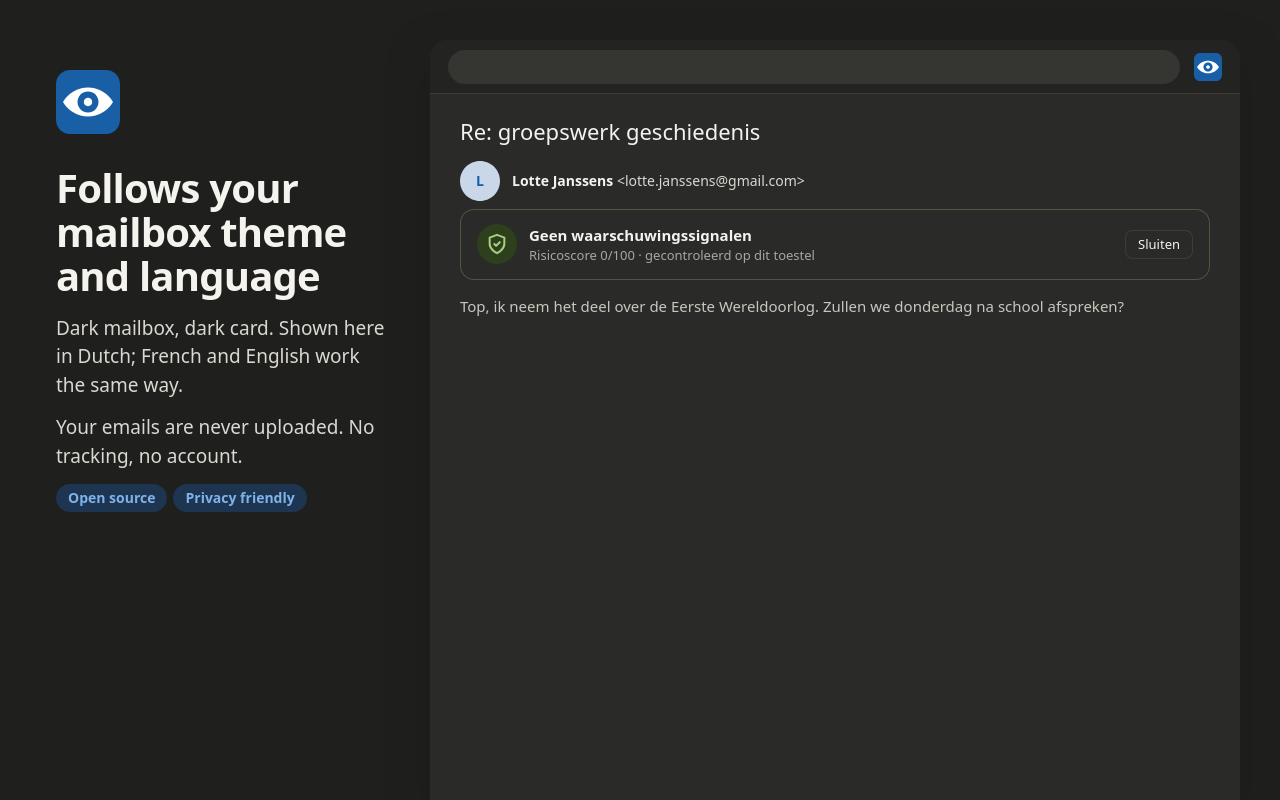 Follows your
mailbox theme
and language
Dark mailbox, dark card. Shown here
in Dutch; French and English work
the same way.
Your emails are never uploaded. No
tracking, no account.
Open source Privacy friendly
Re: groepswerk geschiedenis
L Lotte Janssens <lotte.janssens@gmail.com>
Geen waarschuwingssignalen
Risicoscore 0/100 · gecontroleerd op dit toestel
Sluiten
Top, ik neem het deel over de Eerste Wereldoorlog. Zullen we donderdag na school afspreken?